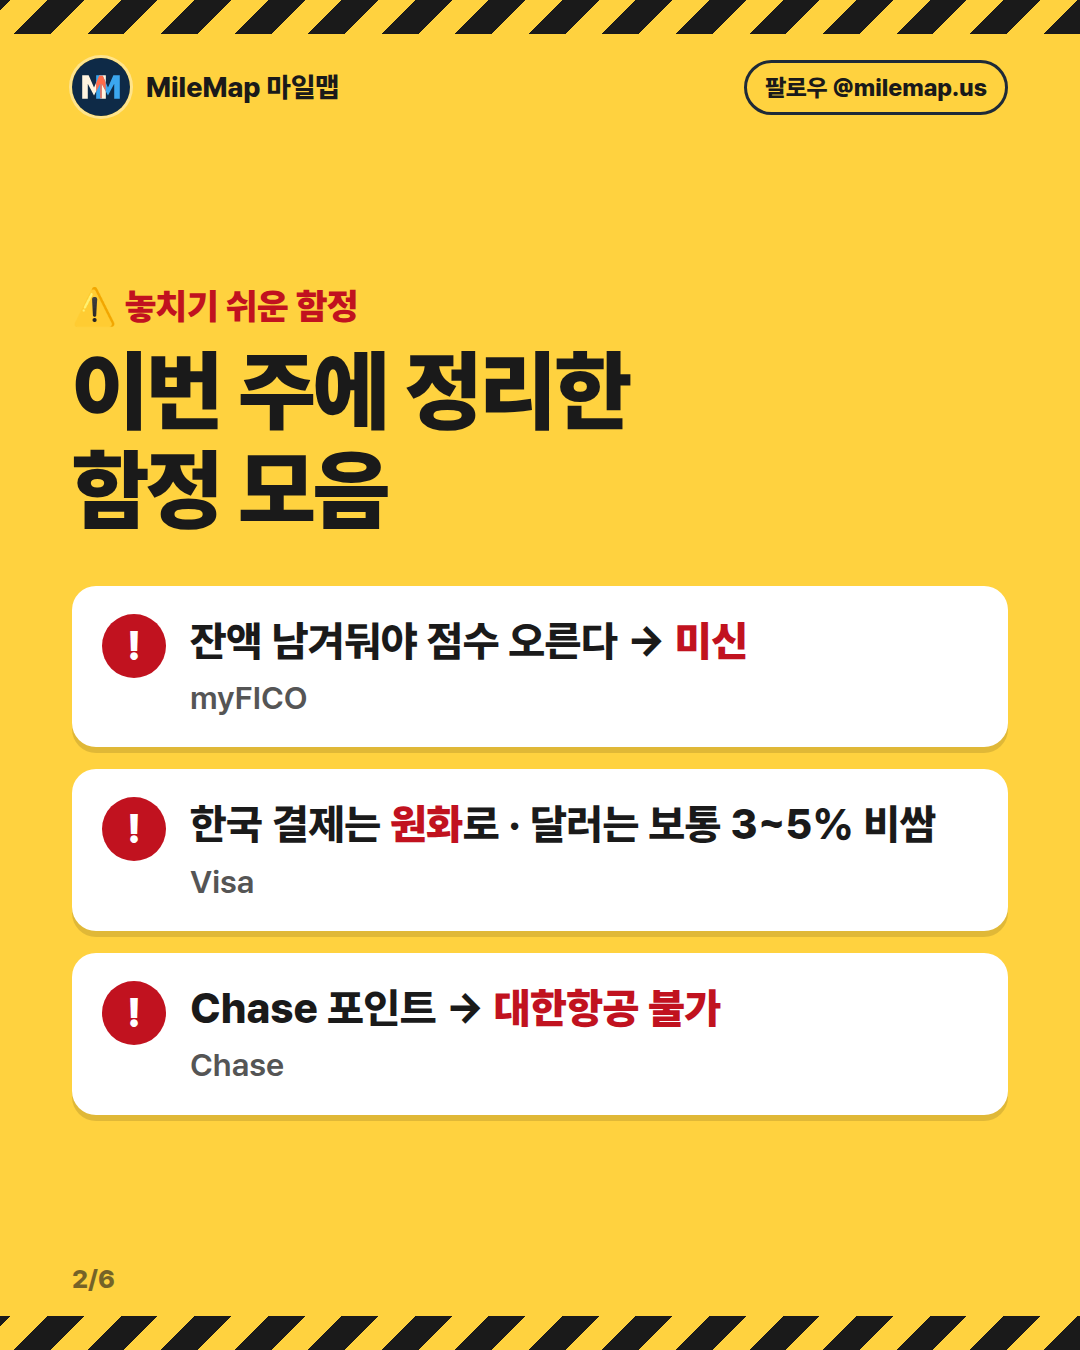 MM
MileMap 마일맵
팔로우 @milemap.us
⚠️ 놓치기 쉬운 함정
이번 주에 정리한
함정 모음
! 잔액 남겨둬야 점수 오른다 → 미신
myFICO
! 한국 결제는 원화로 · 달러는 보통 3~5% 비쌈
Visa
! Chase 포인트 → 대한항공 불가
Chase
2/6